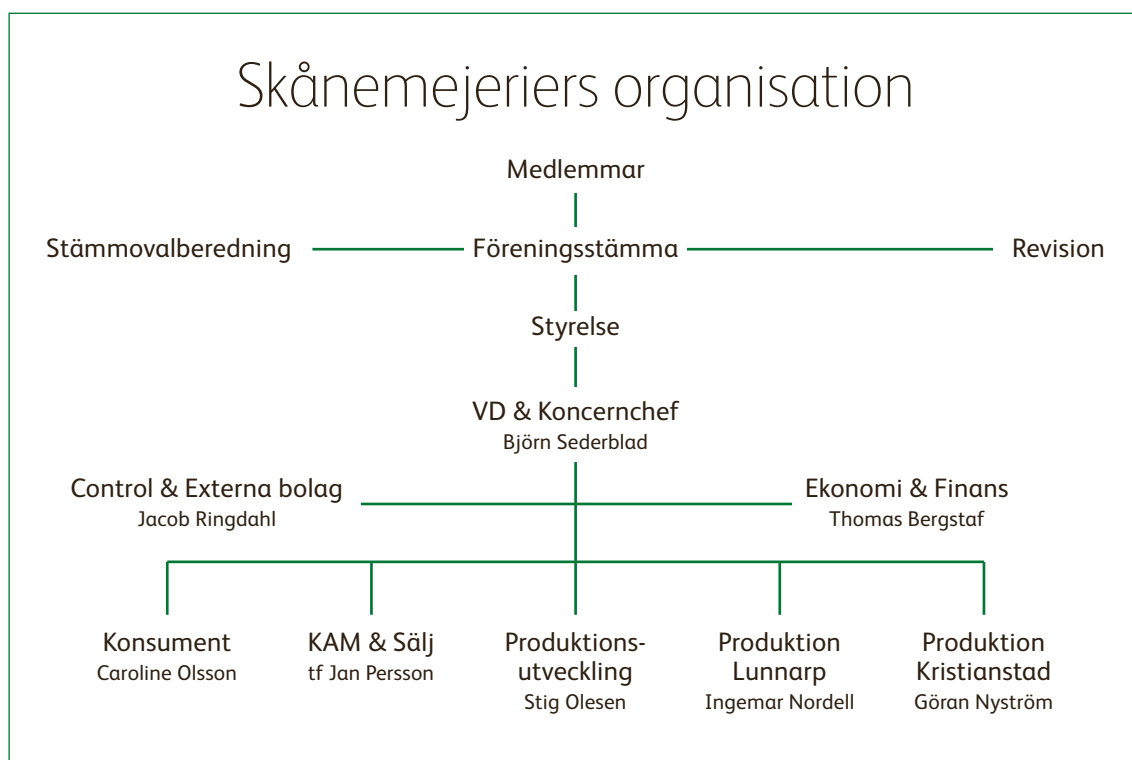 Skånemejeriers organisation
Medlemmar
Stämmovalberedning
Föreningsstämma
Revision
Styrelse
VD & Koncernchef
Björn Sederblad
Control & Externa bolag
Jacob Ringdahl
Ekonomi & Finans
Thomas Bergstaf
Konsument
Caroline Olsson
KAM & Sälj
tf Jan Persson
Produktions-
utveckling
Stig Olesen
Produktion
Lunnarp
Ingemar Nordell
Produktion
Kristianstad
Göran Nyström